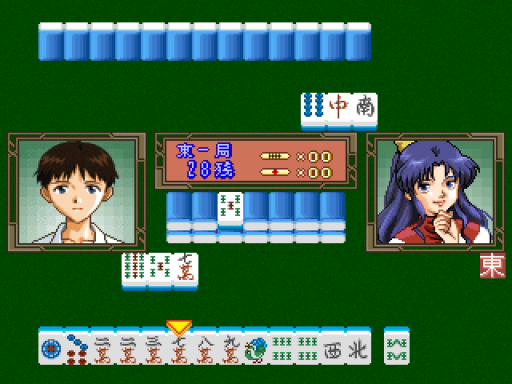 中 南
東一局
×00
28残
×00
東
七萬
二萬 二萬 三萬 七萬 八萬 九萬 西 北